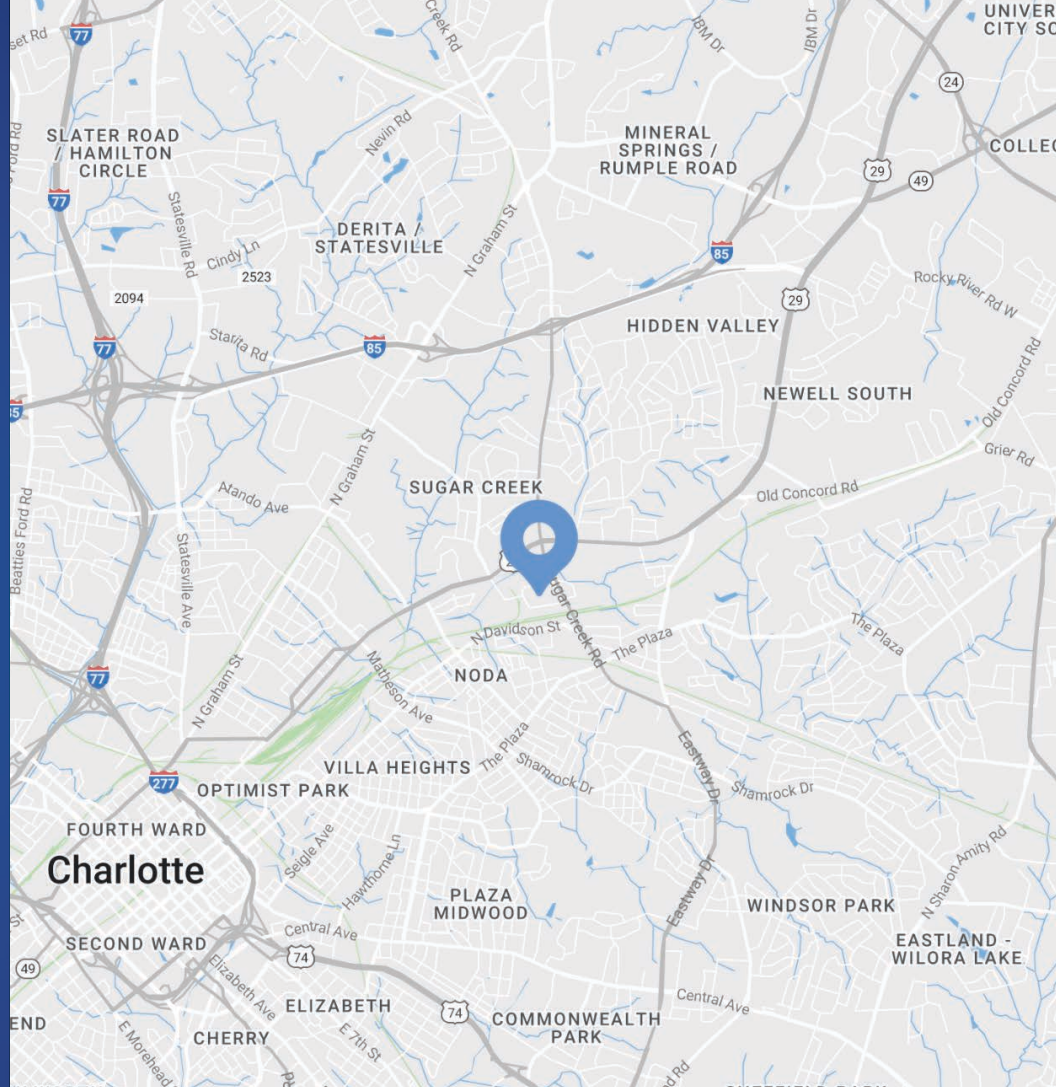 Creek Rd
UNIVER
CITY SC
77
set Rd
IBM Dr
IBM Dr
24
Nevin Rd
SLATER ROAD
/ HAMILTON
CIRCLE
MINERAL
SPRINGS /
RUMPLE ROAD
COLLEC
s Ford Rd
29
49
77
Statesville Rd
DERITA /
STATESVILLE
N Graham St
Cindy Ln
85
2523
Rocky River Rd W
2094
29
HIDDEN VALLEY
Starita Rd
77
85
Old Concord Rd
NEWELL SOUTH
85
Grier Rd
N Graham St
SUGAR CREEK
Old Concord Rd
Atando Ave
Beatties Ford Rd
Statesville Ave
Sugar Creek Rd
N Davidson St
The Plaza
The Plaza
NODA
77
N Graham St
Matheson Ave
The Plaza
VILLA HEIGHTS
Shamrock Dr
Eastway Dr
277
OPTIMIST PARK
Shamrock Dr
FOURTH WARD
Charlotte
Seigle Ave
Hawthorne Ln
N Sharon Amity Rd
PLAZA
MIDWOOD
Eastway Dr
WINDSOR PARK
SECOND WARD
Central Ave
74
EASTLAND -
WILORA LAKE
49
St
Elizabeth Ave
ELIZABETH
74
Central Ave
END
E Morehead
CHERRY
E 7th St
COMMONWEALTH
PARK
Rd